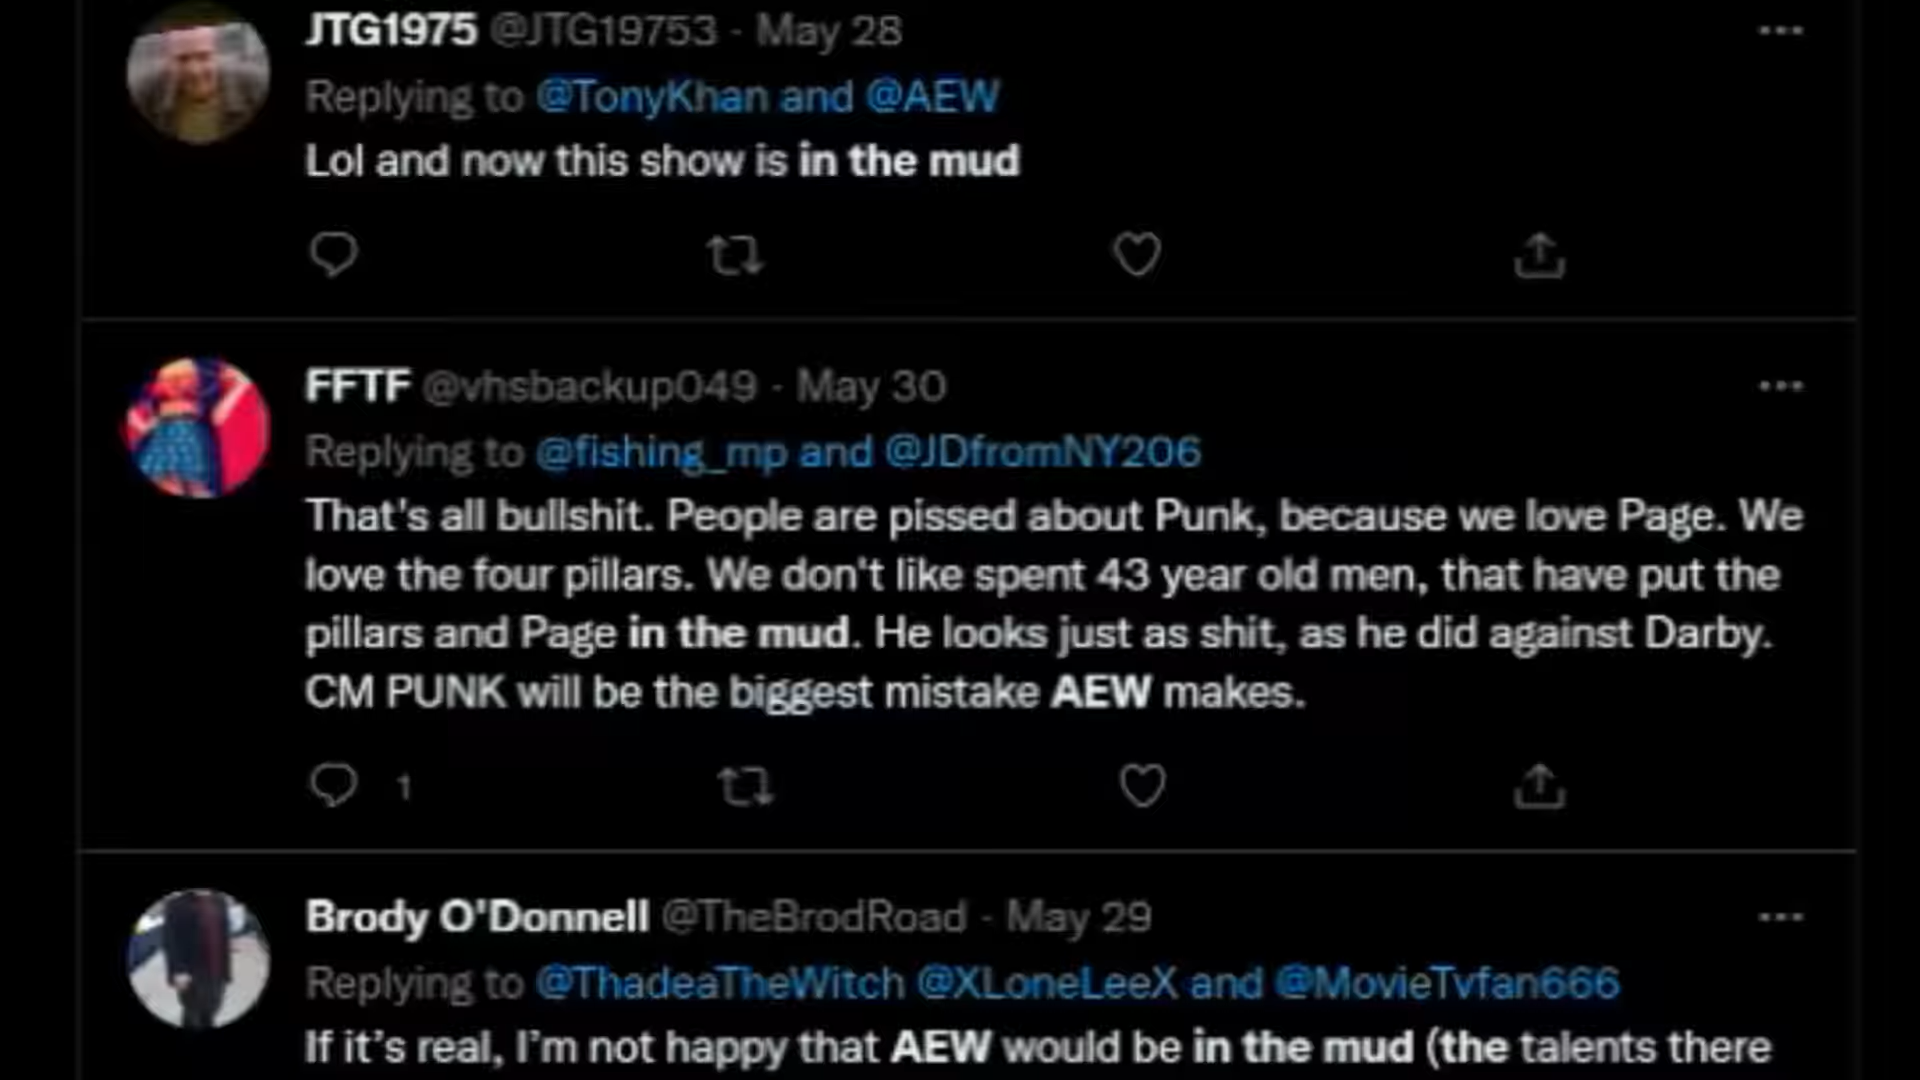 JTG1975 @JTG19753 · May 28
Replying to @TonyKhan and @AEW
Lol and now this show is in the mud
FFTF @vhsbackup049 · May 30
Replying to @fishing_mp and @JDfromNY206
That's all bullshit. People are pissed about Punk, because we love Page. We
love the four pillars. We don't like spent 43 year old men, that have put the
pillars and Page in the mud. He looks just as shit, as he did against Darby.
CM PUNK will be the biggest mistake AEW makes.
1
Brody O'Donnell @TheBrodRoad · May 29
Replying to @ThadeaTheWitch @XLoneLeeX and @MovieTvfan666
If it’s real, I’m not happy that AEW would be in the mud (the talents there